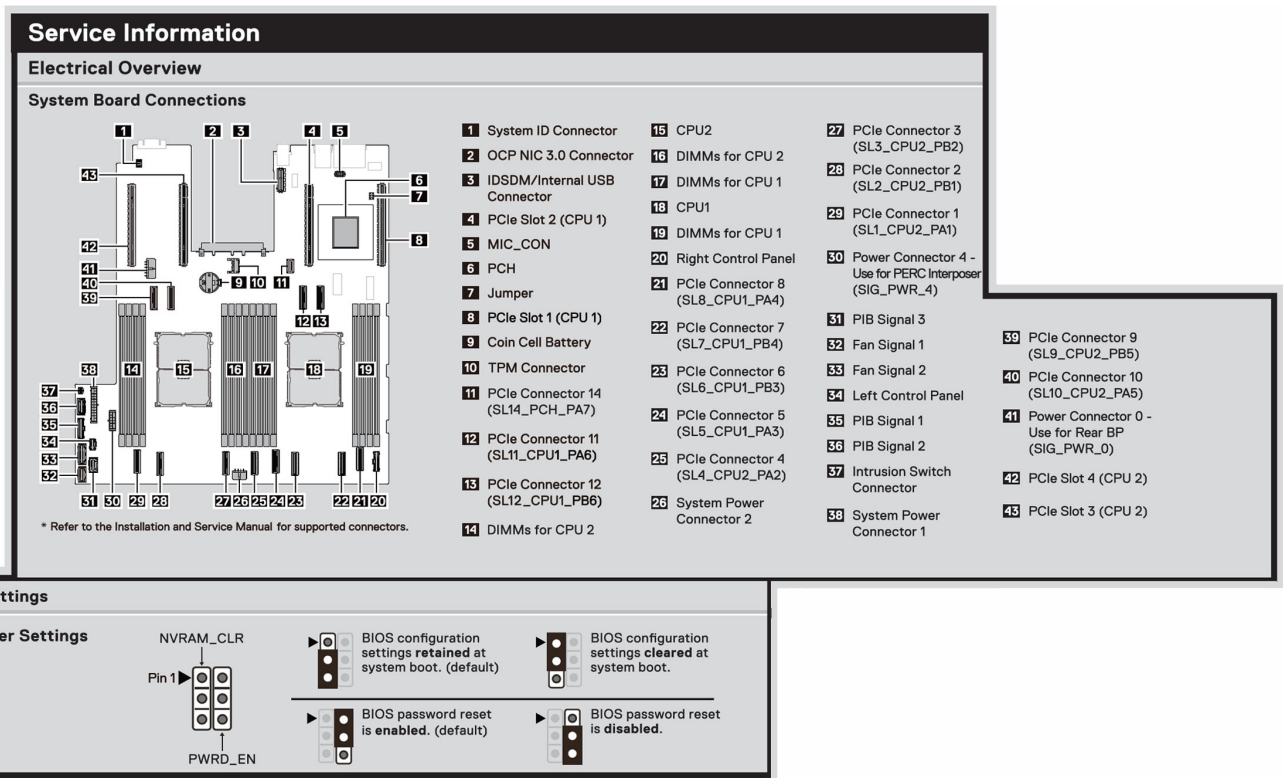 Service Information
Electrical Overview
System Board Connections
1 2 3 4 5
43
6
7
42
8
41
9 10 11
40
39
12 13
38
14 15 16 17 18 19
37
36
35
34
33
32
31 30 29 28 27 26 25 24 23 22 21 20
* Refer to the Installation and Service Manual for supported connectors.
1 System ID Connector
2 OCP NIC 3.0 Connector
3 IDSDM/Internal USB
Connector
4 PCIe Slot 2 (CPU 1)
5 MIC_CON
6 PCH
7 Jumper
8 PCIe Slot 1 (CPU 1)
9 Coin Cell Battery
10 TPM Connector
11 PCIe Connector 14
(SL14_PCH_PA7)
12 PCIe Connector 11
(SL11_CPU1_PA6)
13 PCIe Connector 12
(SL12_CPU1_PB6)
14 DIMMs for CPU 2
15 CPU2
16 DIMMs for CPU 2
17 DIMMs for CPU 1
18 CPU1
19 DIMMs for CPU 1
20 Right Control Panel
21 PCIe Connector 8
(SL8_CPU1_PA4)
22 PCIe Connector 7
(SL7_CPU1_PB4)
23 PCIe Connector 6
(SL6_CPU1_PB3)
24 PCIe Connector 5
(SL5_CPU1_PA3)
25 PCIe Connector 4
(SL4_CPU2_PA2)
26 System Power
Connector 2
27 PCIe Connector 3
(SL3_CPU2_PB2)
28 PCIe Connector 2
(SL2_CPU2_PB1)
29 PCIe Connector 1
(SL1_CPU2_PA1)
30 Power Connector 4 -
Use for PERC Interposer
(SIG_PWR_4)
31 PIB Signal 3
32 Fan Signal 1
33 Fan Signal 2
34 Left Control Panel
35 PIB Signal 1
36 PIB Signal 2
37 Intrusion Switch
Connector
38 System Power
Connector 1
39 PCIe Connector 9
(SL9_CPU2_PB5)
40 PCIe Connector 10
(SL10_CPU2_PA5)
41 Power Connector 0 -
Use for Rear BP
(SIG_PWR_0)
42 PCIe Slot 4 (CPU 2)
43 PCIe Slot 3 (CPU 2)
ttings
er Settings
NVRAM_CLR
Pin 1
PWRD_EN
BIOS configuration
settings retained at
system boot. (default)
BIOS configuration
settings cleared at
system boot.
BIOS password reset
is enabled. (default)
BIOS password reset
is disabled.